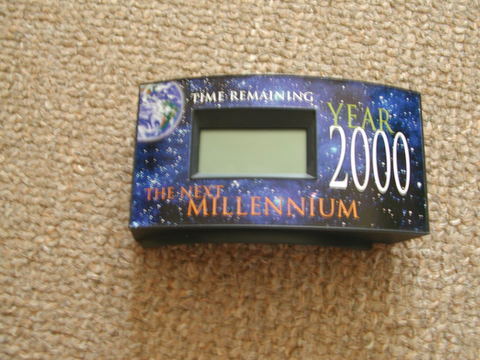 TIME REMAINING
YEAR
2000
THE NEXT
MILLENNIUM